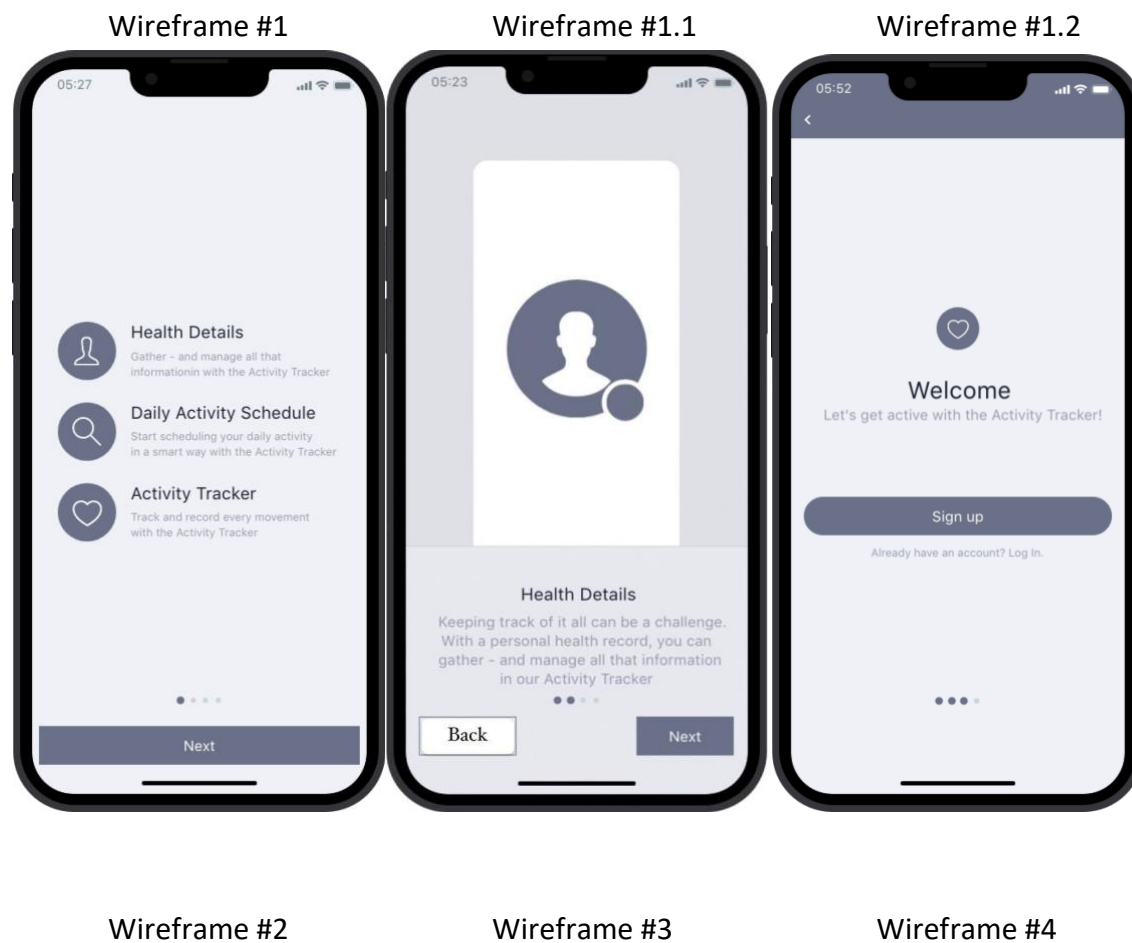 Wireframe #1
Wireframe #1.1
Wireframe #1.2
05:27
Health Details
Gather - and manage all that
informationin with the Activity Tracker
Daily Activity Schedule
Start scheduling your daily activity
in a smart way with the Activity Tracker
Activity Tracker
Track and record every movement
with the Activity Tracker
Next
05:23
Health Details
Keeping track of it all can be a challenge.
With a personal health record, you can
gather - and manage all that information
in our Activity Tracker
Back
Next
05:52
Welcome
Let's get active with the Activity Tracker!
Sign up
Already have an account? Log In.
Wireframe #2
Wireframe #3
Wireframe #4